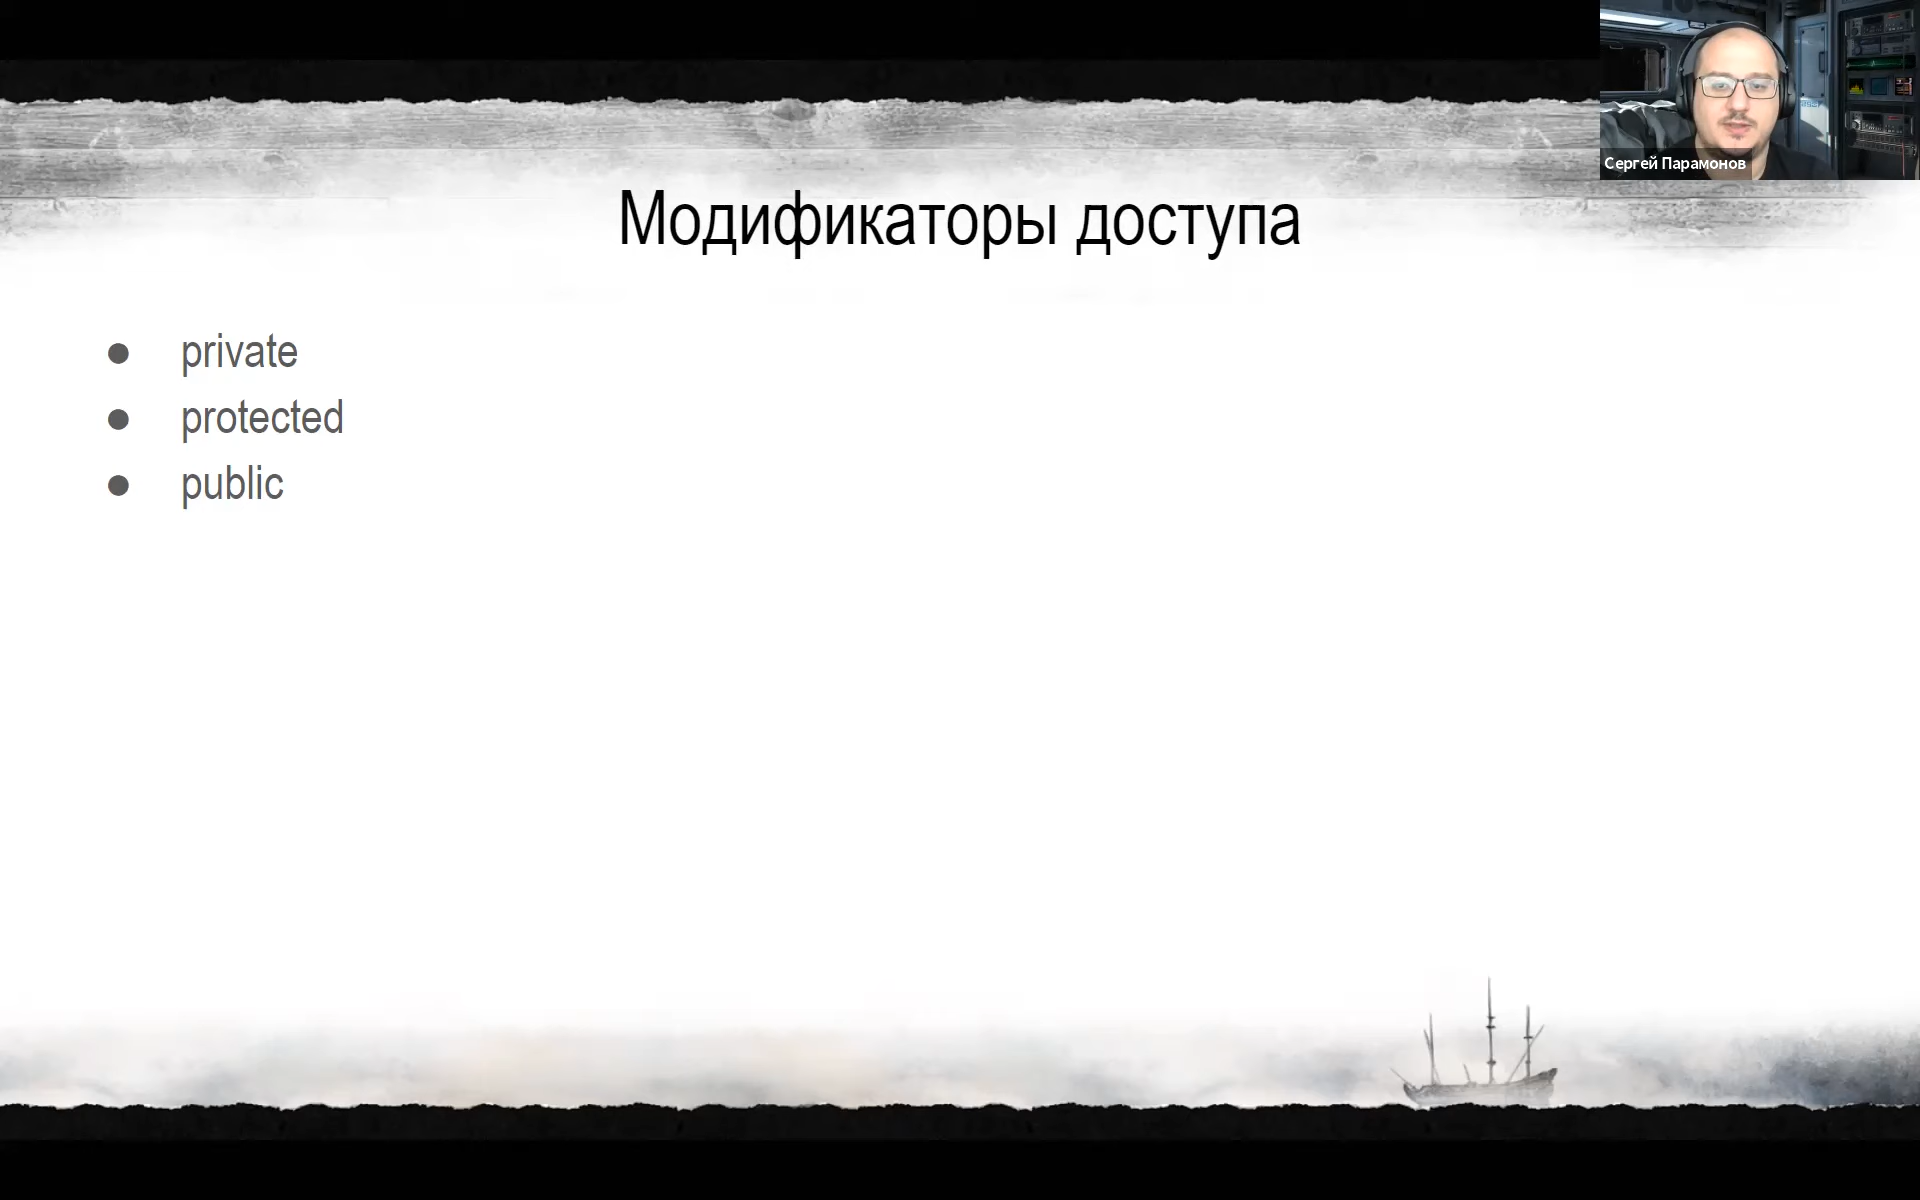 Сергей Парамонов
Модификаторы доступа
● private
● protected
● public